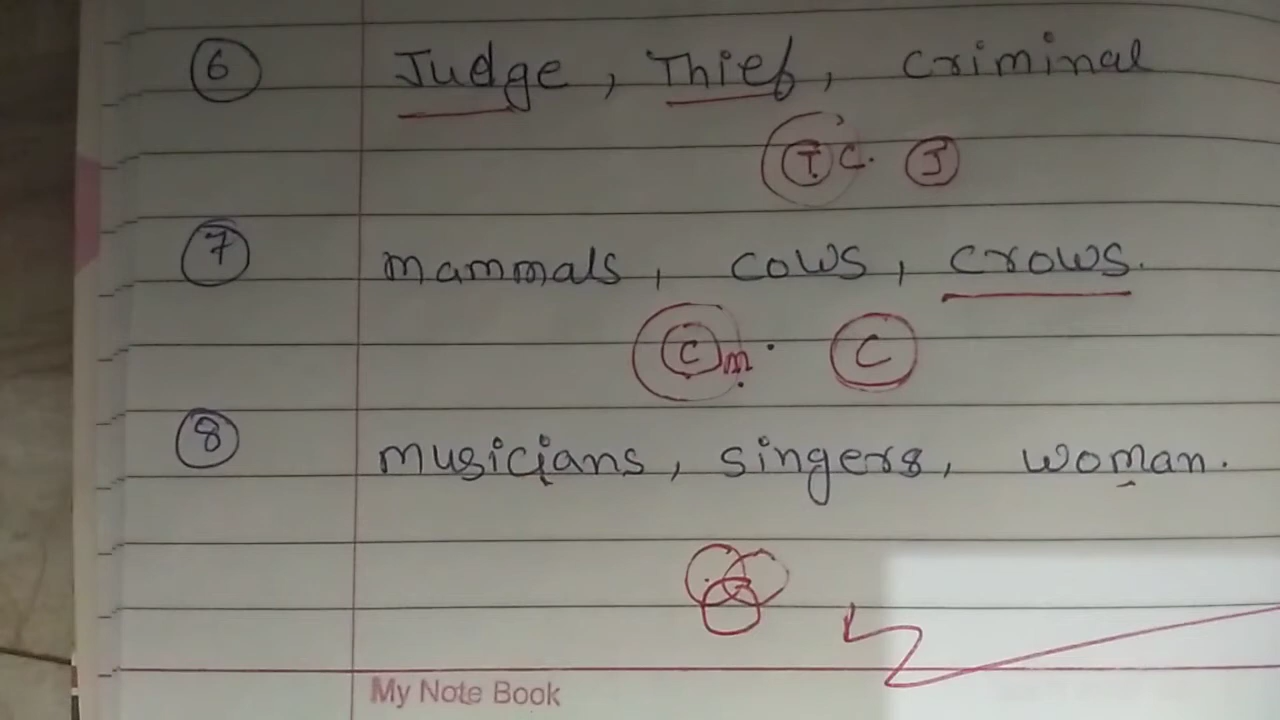 6 Judge, Thief, criminal
T C. J
7 mammals, cows, crows.
C m. C
8 musicians, singers, woman.
My Note Book